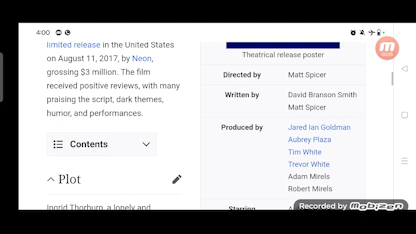 4:00
limited release in the United States
on August 11, 2017, by Neon,
grossing $3 million. The film
received positive reviews, with many
praising the script, dark themes,
humor, and performances.
Contents
Plot
Ingrid Thorburn, a lonely and
Theatrical release poster
Directed by Matt Spicer
Written by David Branson Smith
Matt Spicer
Produced by Jared Ian Goldman
Aubrey Plaza
Tim White
Trevor White
Adam Mirels
Robert Mirels
Starring
Recorded by Mobizen